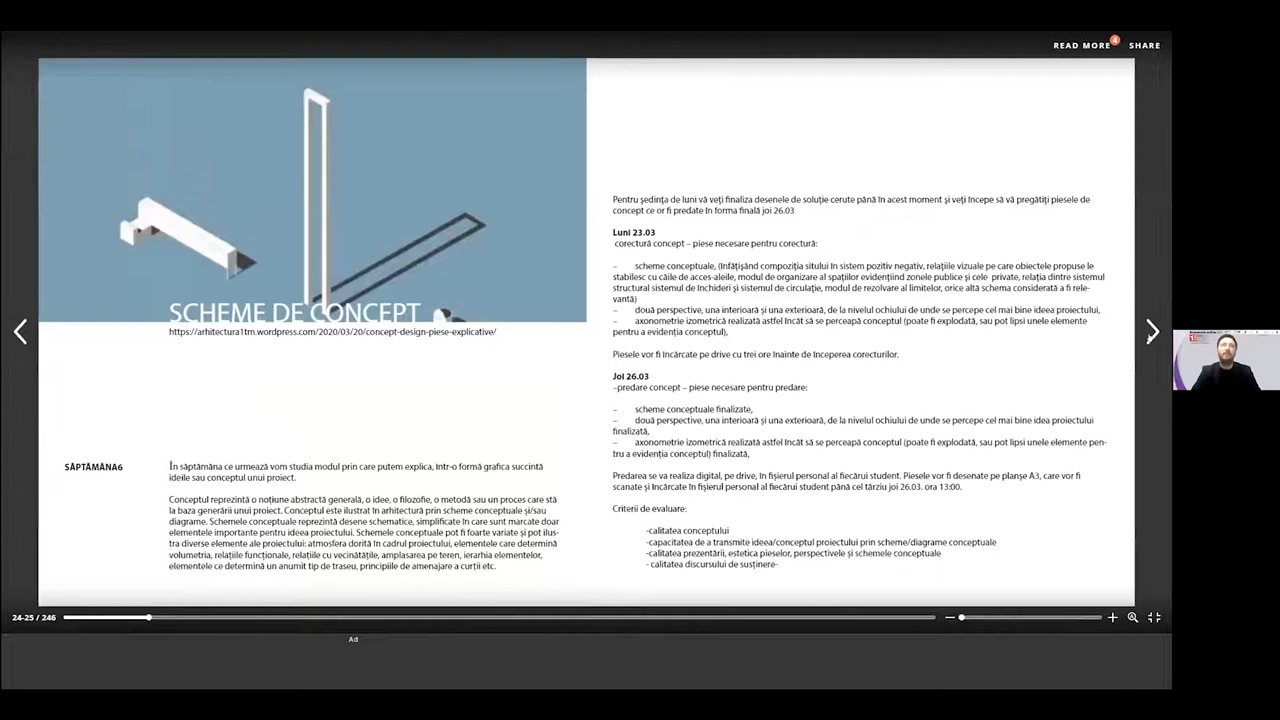 READ MORE 4 SHARE
SCHEME DE CONCEPT
https://arhitectura1tm.wordpress.com/2020/03/20/concept-design-piese-explicative/
SĂPTĂMÂNA6
În săptămâna ce urmează vom studia modul prin care putem explica, într-o formă grafica succintă
ideile sau conceptul unui proiect.
Conceptul reprezintă o noțiune abstractă generală, o idee, o filozofie, o metodă sau un proces care stă
la baza generării unui proiect. Conceptul este ilustrat în arhitectură prin scheme conceptuale și/sau
diagrame. Schemele conceptuale reprezintă desene schematice, simplificate în care sunt marcate doar
elementele importante pentru ideea proiectului. Schemele conceptuale pot fi foarte variate și pot ilus-
tra diverse elemente ale proiectului: atmosfera dorită în cadrul proiectului, elementele care determină
volumetria, relațiile funcționale, relațiile cu vecinătățile, amplasarea pe teren, ierarhia elementelor,
elementele ce determină un anumit tip de traseu, principiile de amenajare a curții etc.
Pentru ședința de luni vă veți finaliza desenele de soluție cerute până în acest moment și veți începe să vă pregătiți piesele de
concept ce or fi predate în forma finală joi 26.03
Luni 23.03
corectură concept – piese necesare pentru corectură:
– scheme conceptuale, (înfățișând compoziția sitului în sistem pozitiv negativ, relațiile vizuale pe care obiectele propuse le
stabilesc cu căile de acces-aleile, modul de organizare al spațiilor evidențiind zonele publice și cele private, relația dintre sistemul
structural sistemul de închideri și sistemul de circulație, modul de rezolvare al limitelor, orice altă schema considerată a fi rele-
vantă)
– două perspective, una interioară și una exterioară, de la nivelul ochiului de unde se percepe cel mai bine ideea proiectului,
– axonometrie izometrică realizată astfel încât să se perceapă conceptul (poate fi explodată, sau pot lipsi unele elemente
pentru a evidenția conceptul),
Piesele vor fi încărcate pe drive cu trei ore înainte de începerea corecturilor.
Joi 26.03
–predare concept – piese necesare pentru predare:
– scheme conceptuale finalizate,
– două perspective, una interioară și una exterioară, de la nivelul ochiului de unde se percepe cel mai bine ideea proiectului
finalizată,
– axonometrie izometrică realizată astfel încât să se perceapă conceptul (poate fi explodată, sau pot lipsi unele elemente pen-
tru a evidenția conceptul) finalizată,
Predarea se va realiza digital, pe drive, în fișierul personal al fiecărui student. Piesele vor fi desenate pe planșe A3, care vor fi
scanate și încărcate în fișierul personal al fiecărui student până cel târziu joi 26.03. ora 13:00.
Criterii de evaluare:
-calitatea conceptului
-capacitatea de a transmite ideea/conceptul proiectului prin scheme/diagrame conceptuale
-calitatea prezentării, estetica pieselor, perspectivele și schemele conceptuale
- calitatea discursului de susținere-
24-25 / 246
Ad